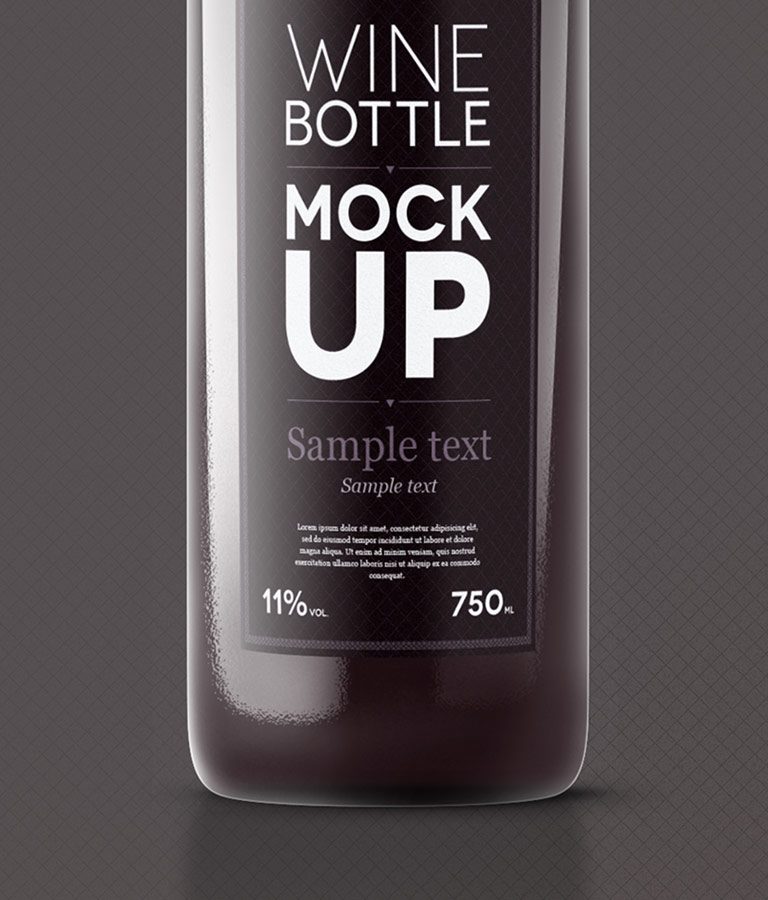 WINE
BOTTLE
MOCK
UP
Sample text
Sample text
Lorem ipsum dolor sit amet, consectetur adipisicing elit,
sed do eiusmod tempor incididunt ut labore et dolore
magna aliqua. Ut enim ad minim veniam, quis nostrud
exercitation ullamco laboris nisi ut aliquip ex ea commodo
consequat.
11% VOL. 750 ML